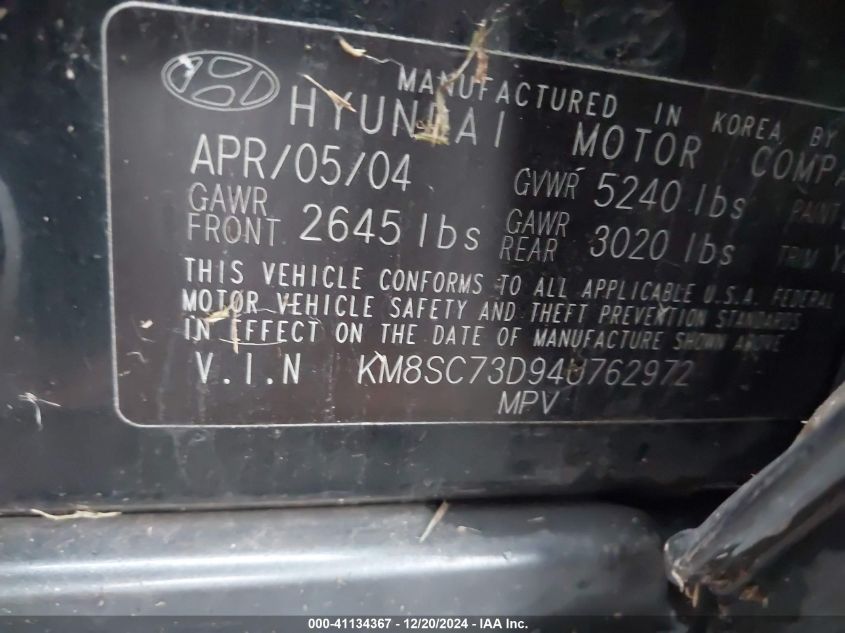 MANUFACTURED IN KOREA BY
HYUNDAI MOTOR COMPA
APR/05/04 GVWR 5240 lbs PAINT
GAWR FRONT 2645 lbs GAWR REAR 3020 lbs TRIM Y
THIS VEHICLE CONFORMS TO ALL APPLICABLE U.S.A. FEDERAL
MOTOR VEHICLE SAFETY AND THEFT PREVENTION STANDARDS
IN EFFECT ON THE DATE OF MANUFACTURE SHOWN ABOVE
V.I.N KM8SC73D94U762972
MPV
000-41134367 - 12/20/2024 - IAA Inc.